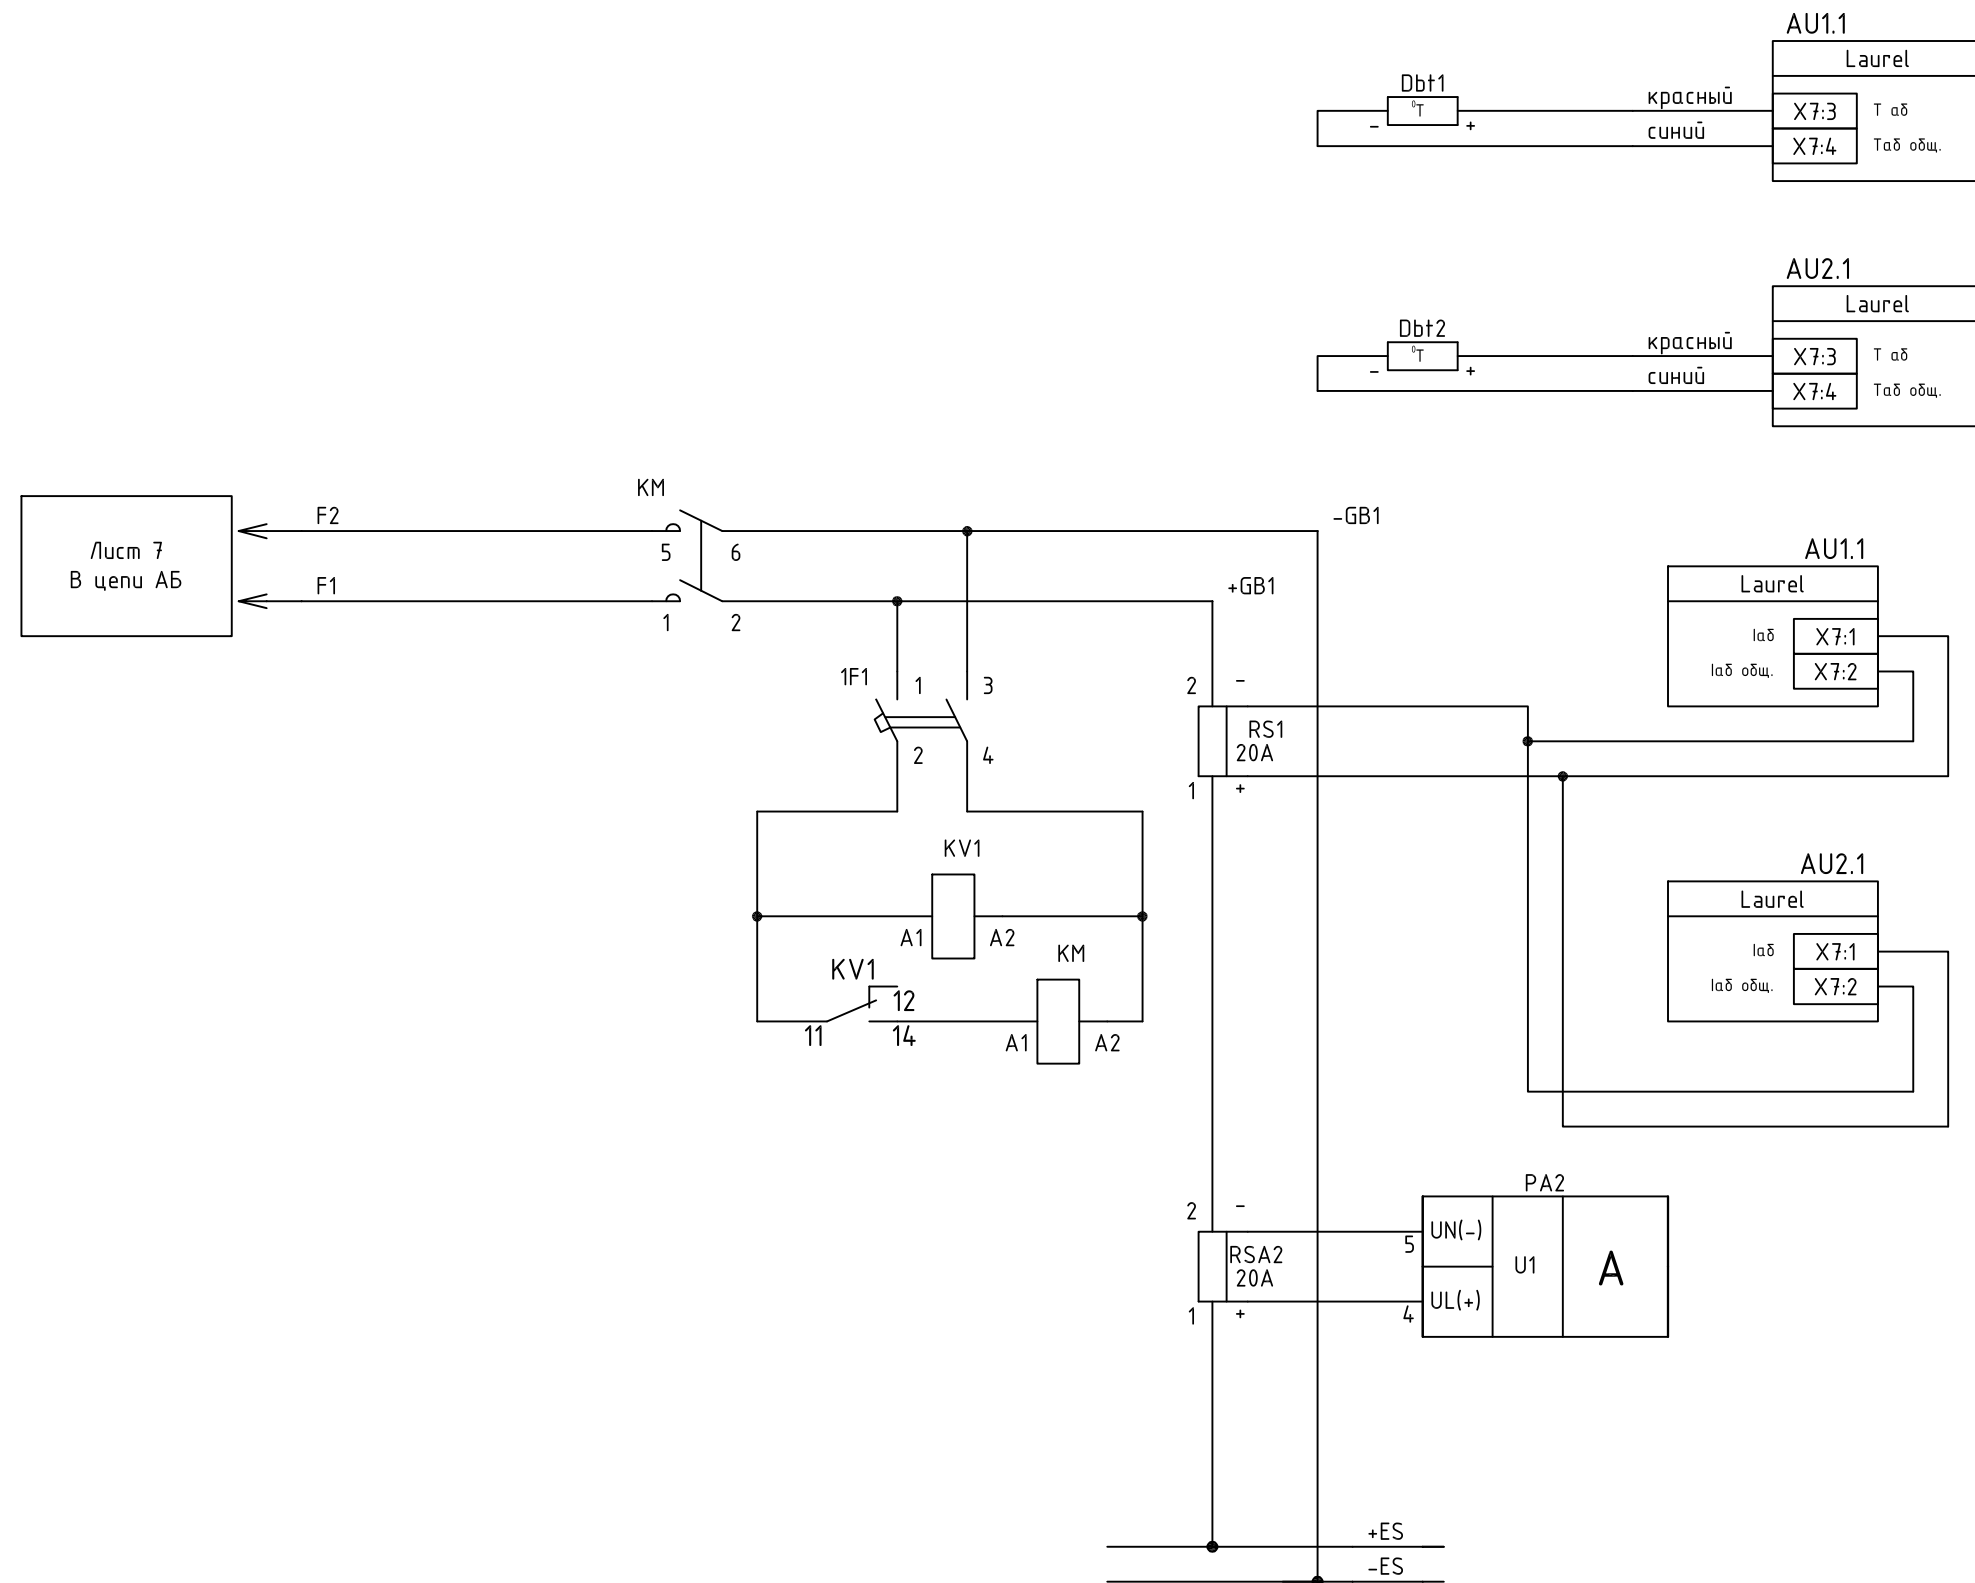 AU1.1
Laurel
Dbt1
°T
- +
красный
X7:3
Т аб
синий
X7:4
Таб общ.
AU2.1
Laurel
Dbt2
°T
- +
красный
X7:3
Т аб
синий
X7:4
Таб общ.
Лист 7
В цепи АБ
F2
F1
KM
5
6
1
2
-GB1
+GB1
1F1
1
3
2
4
2
-
RS1
20A
1
+
AU1.1
Laurel
Iаб
X7:1
Iаб общ.
X7:2
KV1
A1
A2
KV1
11
12
14
KM
A1
A2
AU2.1
Laurel
Iаб
X7:1
Iаб общ.
X7:2
2
-
RSA2
20A
1
+
PA2
5
UN(-)
4
UL(+)
U1
A
+ES
-ES